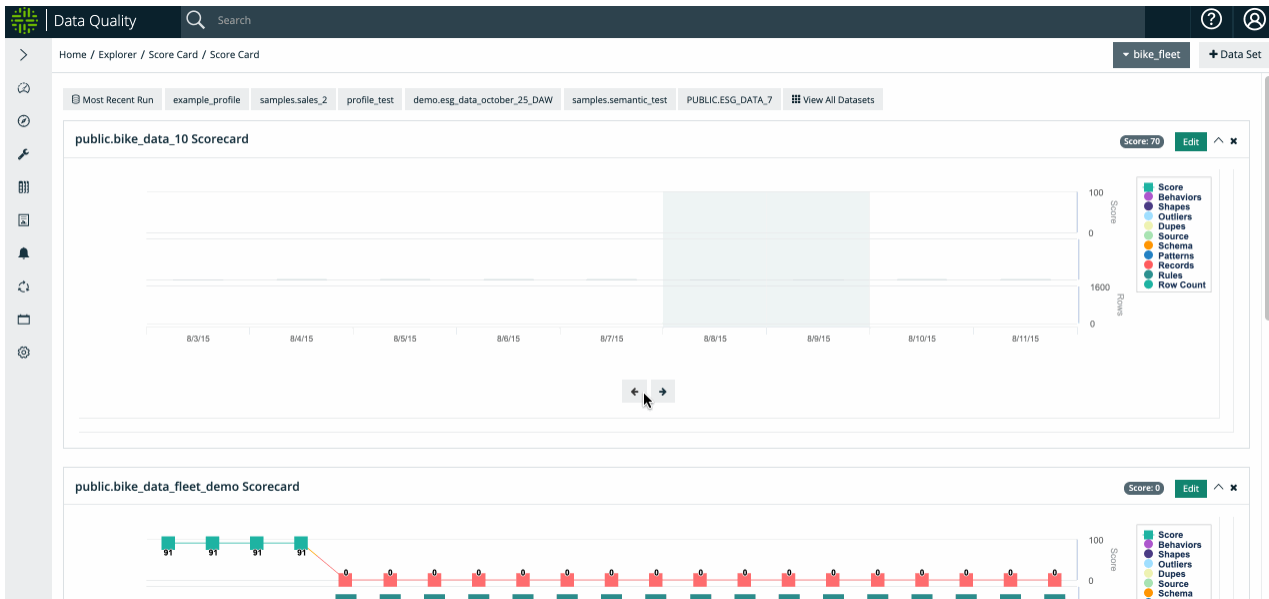 Data Quality
Search
Home / Explorer / Score Card / Score Card
bike_fleet
+ Data Set
Most Recent Run
example_profile
samples.sales_2
profile_test
demo.esg_data_october_25_DAW
samples.semantic_test
PUBLIC.ESG_DATA_7
View All Datasets
public.bike_data_10 Scorecard
Score: 70
Edit
100
0
Score
1600
0
Rows
8/3/15
8/4/15
8/5/15
8/6/15
8/7/15
8/8/15
8/9/15
8/10/15
8/11/15
Score
Behaviors
Shapes
Outliers
Dupes
Source
Schema
Patterns
Records
Rules
Row Count
public.bike_data_fleet_demo Scorecard
Score: 0
Edit
91 91 91 91 0 0 0 0 0 0 0 0 0 0 0 0 0 0 0 0 0
100
0
Score
Score
Behaviors
Shapes
Outliers
Dupes
Source
Schema